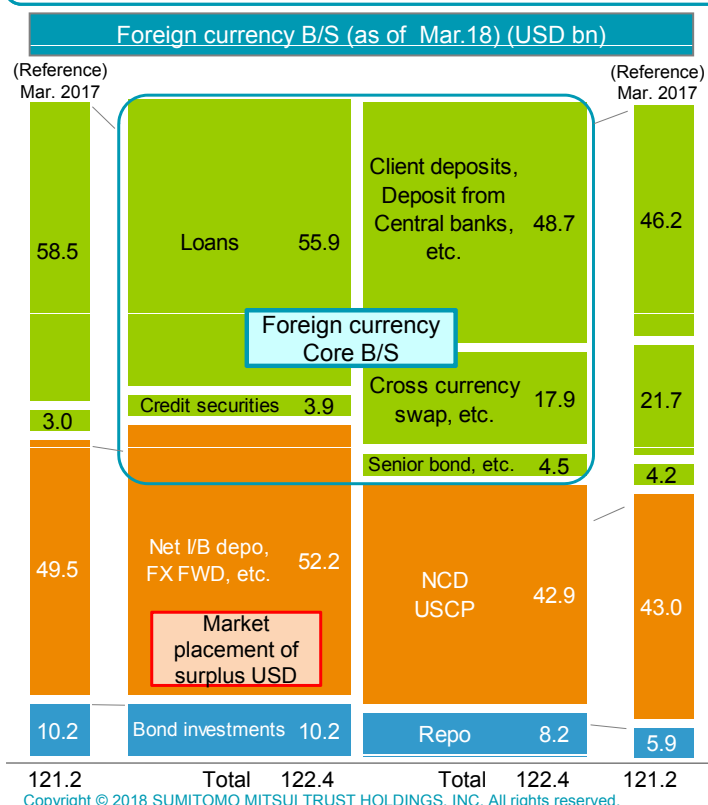 Foreign currency B/S (as of Mar.18) (USD bn)
(Reference)
Mar. 2017
(Reference)
Mar. 2017
58.5
Loans 55.9
Client deposits,
Deposit from
Central banks,
etc.
48.7
46.2
Foreign currency
Core B/S
3.0
Credit securities 3.9
Cross currency
swap, etc.
17.9
21.7
Senior bond, etc. 4.5
4.2
49.5
Net I/B depo,
FX FWD, etc.
52.2
NCD
USCP
42.9
43.0
Market
placement of
surplus USD
10.2
Bond investments 10.2
Repo 8.2
5.9
121.2 Total 122.4 Total 122.4 121.2
Copyright © 2018 SUMITOMO MITSUI TRUST HOLDINGS, INC. All rights reserved.